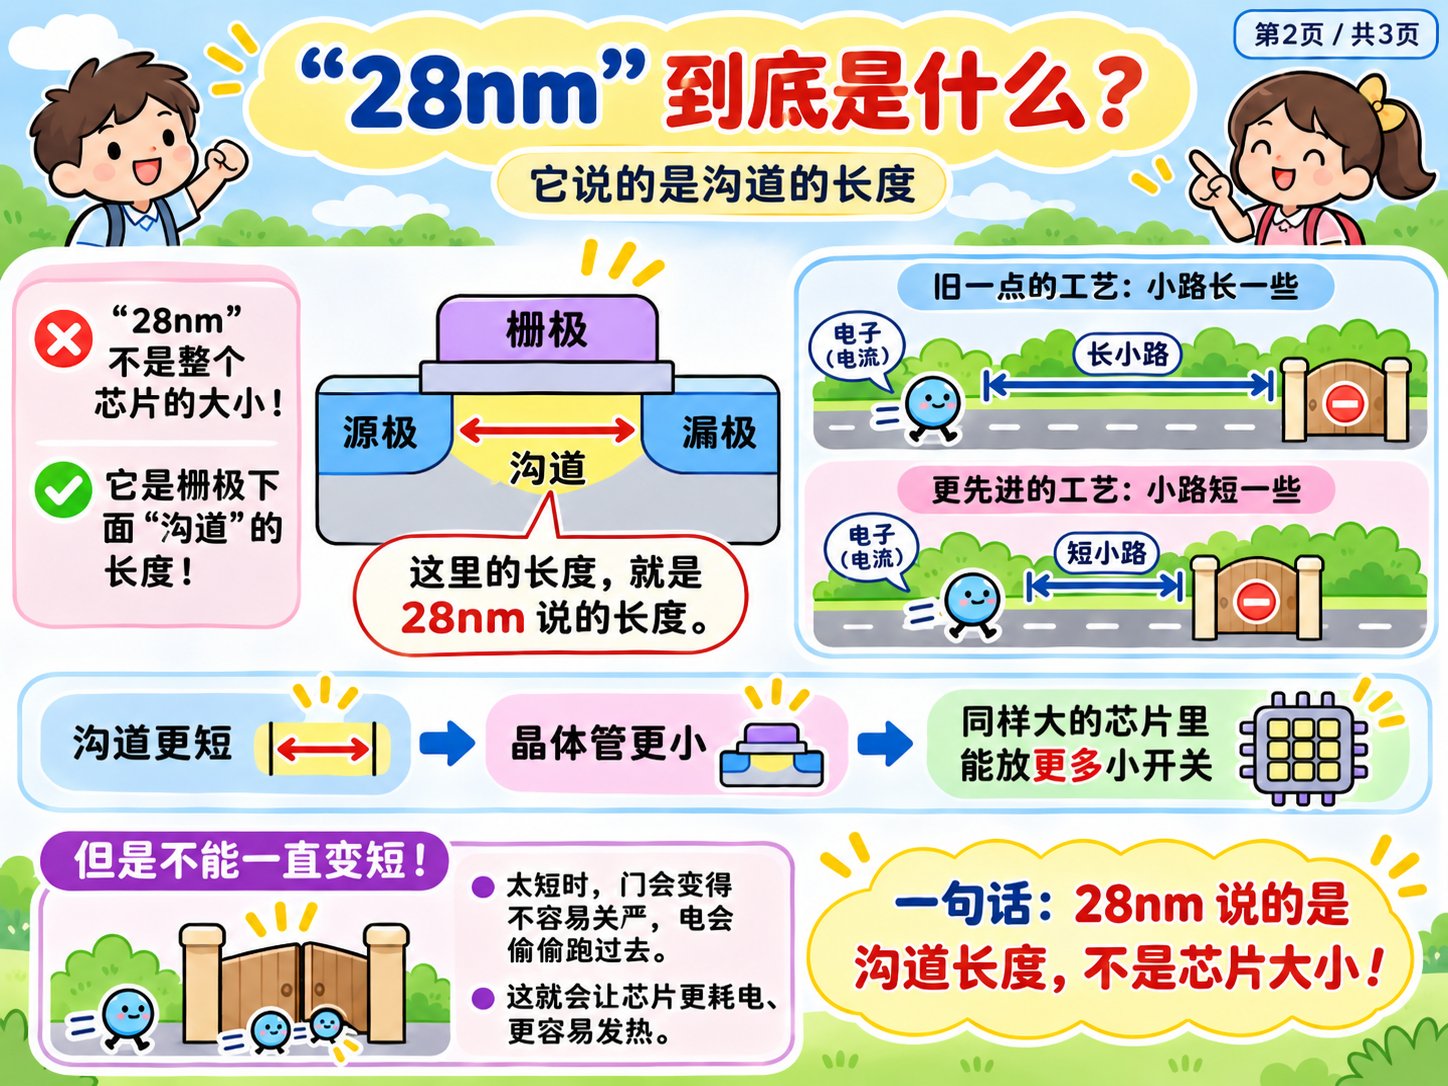 第2页 / 共3页
“28nm”到底是什么？
它说的是沟道的长度
“28nm”
不是整个
芯片的大小！
它是栅极下
面“沟道”的
长度！
栅极
源极
漏极
沟道
这里的长度，就是
28nm 说的长度。
旧一点的工艺：小路长一些
电子
（电流）
长小路
更先进的工艺：小路短一些
电子
（电流）
短小路
沟道更短
晶体管更小
同样大的芯片里
能放更多小开关
但是不能一直变短！
太短时，门会变得
不容易关严，电会
偷偷跑过去。
这就会让芯片更耗电、
更容易发热。
一句话：28nm 说的是
沟道长度，不是芯片大小！